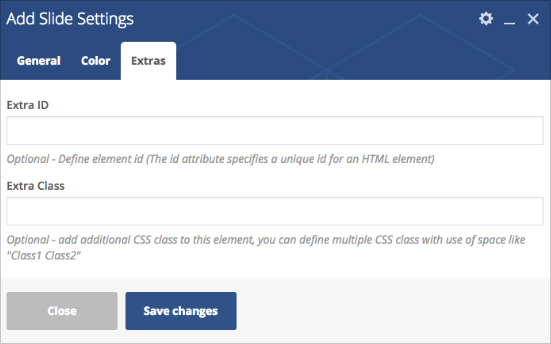 Add Slide Settings
General Color Extras
Extra ID
Optional - Define element id (The id attribute specifies a unique id for an HTML element)
Extra Class
Optional - add additional CSS class to this element, you can define multiple CSS class with use of space like
"Class1 Class2"
Close Save changes